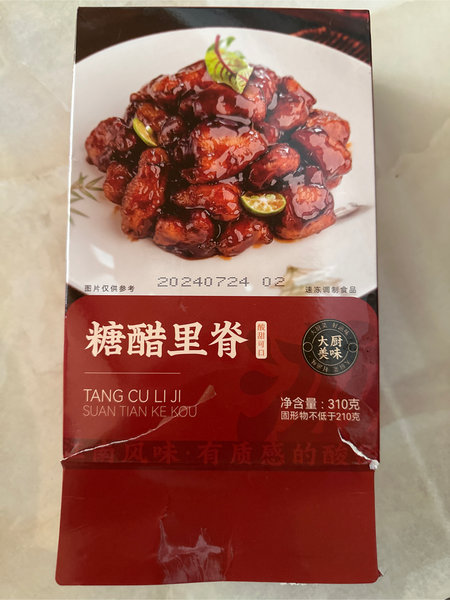 图片仅供参考
20240724 02
速冻调制食品
糖醋里脊
酸甜可口
大厨
美味
TANG CU LI JI
SUAN TIAN KE KOU
净含量：310克
固形物不低于210克
南风味·有质感的酸